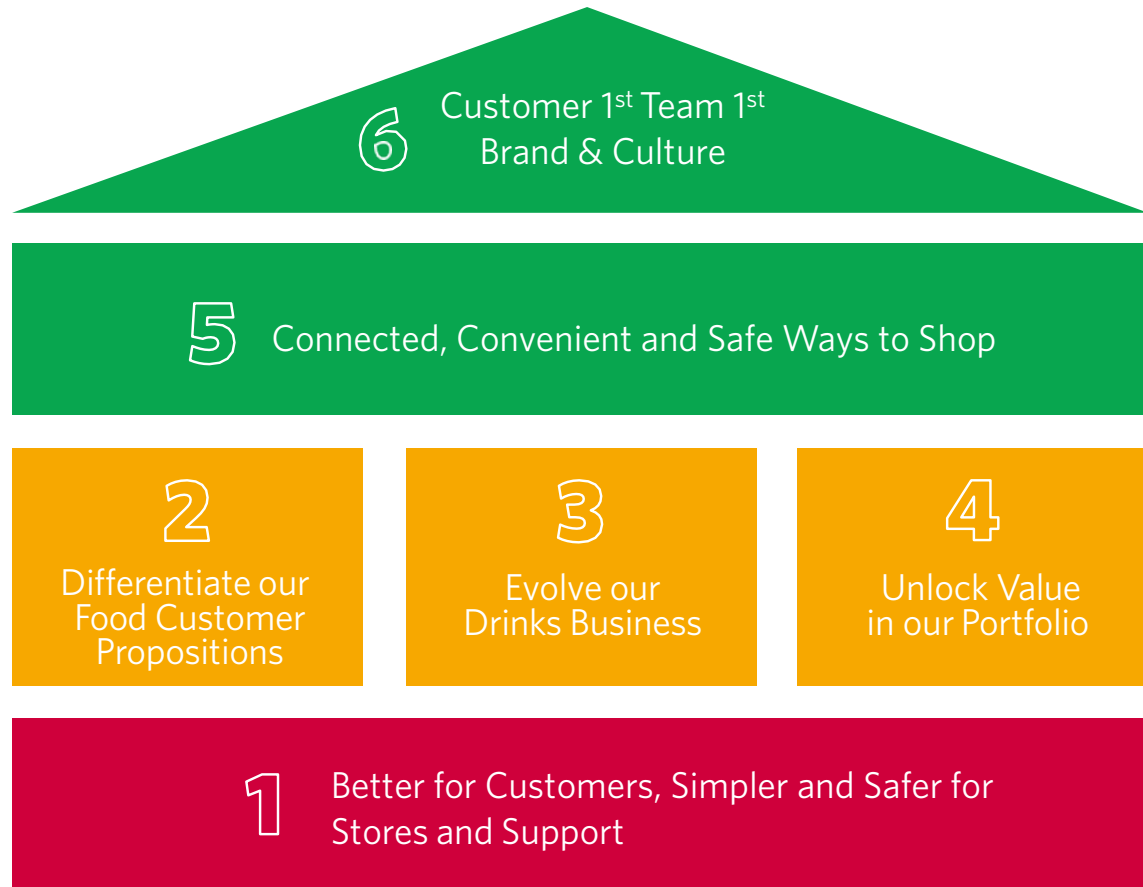 6
Customer 1st Team 1st
Brand & Culture
5
Connected, Convenient and Safe Ways to Shop
2
Differentiate our
Food Customer
Propositions
3
Evolve our
Drinks Business
4
Unlock Value
in our Portfolio
1
Better for Customers, Simpler and Safer for
Stores and Support